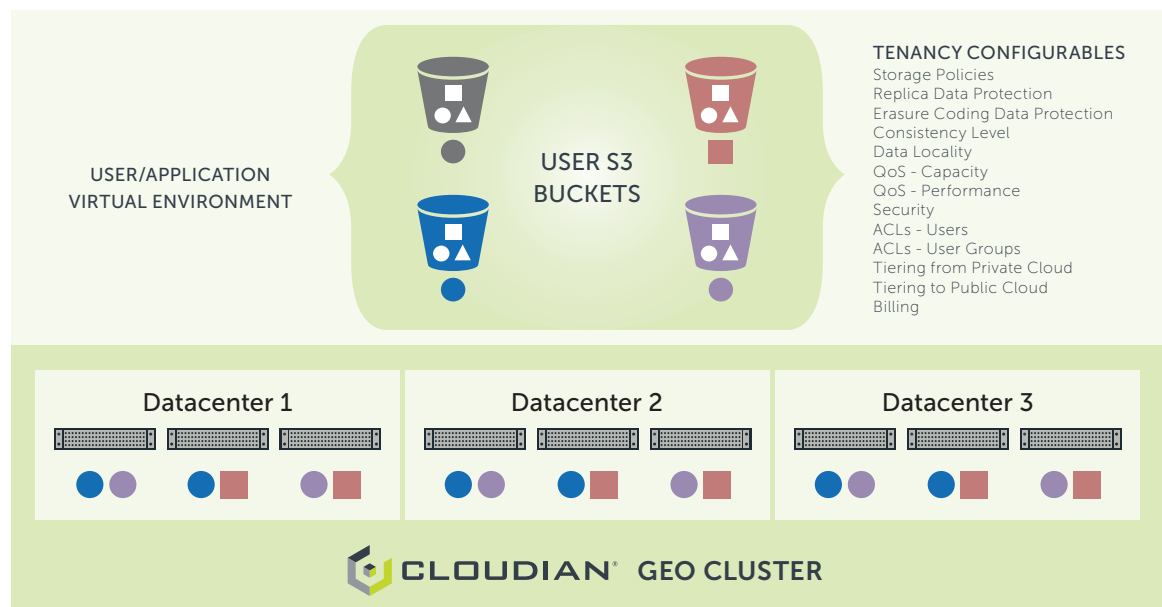 USER/APPLICATION
VIRTUAL ENVIRONMENT
USER S3
BUCKETS
TENANCY CONFIGURABLES
Storage Policies
Replica Data Protection
Erasure Coding Data Protection
Consistency Level
Data Locality
QoS - Capacity
QoS - Performance
Security
ACLs - Users
ACLs - User Groups
Tiering from Private Cloud
Tiering to Public Cloud
Billing
Datacenter 1
Datacenter 2
Datacenter 3
CLOUDIAN® GEO CLUSTER